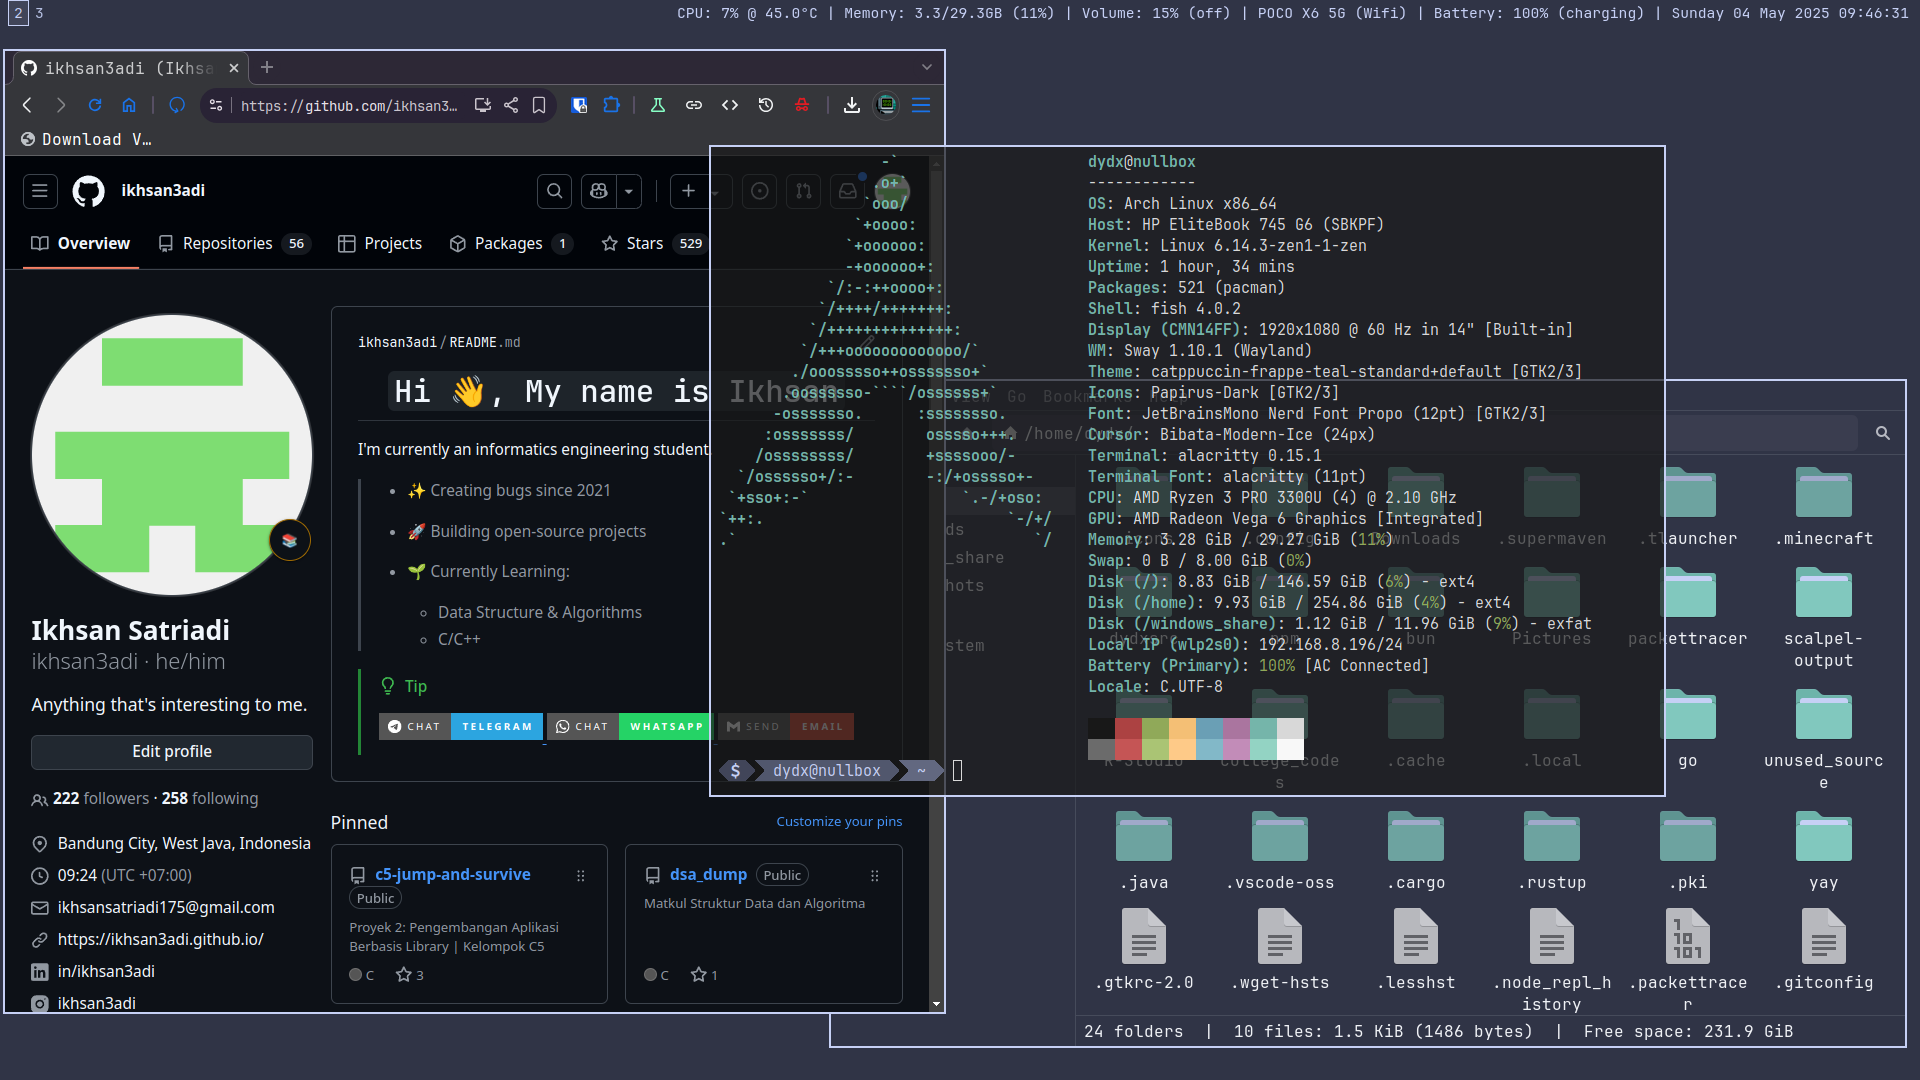 2 3
CPU: 7% @ 45.0°C | Memory: 3.3/29.3GB (11%) | Volume: 15% (off) | POCO X6 5G (Wifi) | Battery: 100% (charging) | Sunday 04 May 2025 09:46:31
ikhsan3adi (Ikhsa
https://github.com/ikhsan3…
Download V…
ikhsan3adi
Overview
Repositories 56
Projects
Packages 1
Stars 529
ikhsan3adi/README.md
Hi 👋, My name is Ikhsan
I'm currently an informatics engineering student
✨ Creating bugs since 2021
🚀 Building open-source projects
🌱 Currently Learning:
Data Structure & Algorithms
C/C++
Tip
CHAT TELEGRAM
CHAT WHATSAPP
SEND EMAIL
Ikhsan Satriadi
ikhsan3adi · he/him
Anything that's interesting to me.
Edit profile
222 followers · 258 following
Bandung City, West Java, Indonesia
09:24 (UTC +07:00)
ikhsansatriadi175@gmail.com
https://ikhsan3adi.github.io/
in/ikhsan3adi
ikhsan3adi
Pinned
Customize your pins
c5-jump-and-survive
Public
Proyek 2: Pengembangan Aplikasi
Berbasis Library | Kelompok C5
C 3
dsa_dump Public
Matkul Struktur Data dan Algoritma
C 1
dydx@nullbox
------------
OS: Arch Linux x86_64
Host: HP EliteBook 745 G6 (SBKPF)
Kernel: Linux 6.14.3-zen1-1-zen
Uptime: 1 hour, 34 mins
Packages: 521 (pacman)
Shell: fish 4.0.2
Display (CMN14FF): 1920x1080 @ 60 Hz in 14" [Built-in]
WM: Sway 1.10.1 (Wayland)
Theme: catppuccin-frappe-teal-standard+default [GTK2/3]
Icons: Papirus-Dark [GTK2/3]
Font: JetBrainsMono Nerd Font Propo (12pt) [GTK2/3]
Cursor: Bibata-Modern-Ice (24px)
Terminal: alacritty 0.15.1
Terminal Font: alacritty (11pt)
CPU: AMD Ryzen 3 PRO 3300U (4) @ 2.10 GHz
GPU: AMD Radeon Vega 6 Graphics [Integrated]
Memory: 3.28 GiB / 29.27 GiB (11%)
Swap: 0 B / 8.00 GiB (0%)
Disk (/): 8.83 GiB / 146.59 GiB (6%) - ext4
Disk (/home): 9.93 GiB / 254.86 GiB (4%) - ext4
Disk (/windows_share): 1.12 GiB / 11.96 GiB (9%) - exfat
Local IP (wlp2s0): 192.168.8.196/24
Battery (Primary): 100% [AC Connected]
Locale: C.UTF-8
$ dydx@nullbox ~
Go Bookmarks
.supermaven
.tlauncher
.minecraft
bun
Pictures
packettracer
scalpel-
output
R-Studio
college_code
s
.cache
.local
go
unused_sourc
e
.java
.vscode-oss
.cargo
.rustup
.pki
yay
.gtkrc-2.0
.wget-hsts
.lesshst
.node_repl_h
istory
.packettrace
r
.gitconfig
24 folders | 10 files: 1.5 KiB (1486 bytes) | Free space: 231.9 GiB